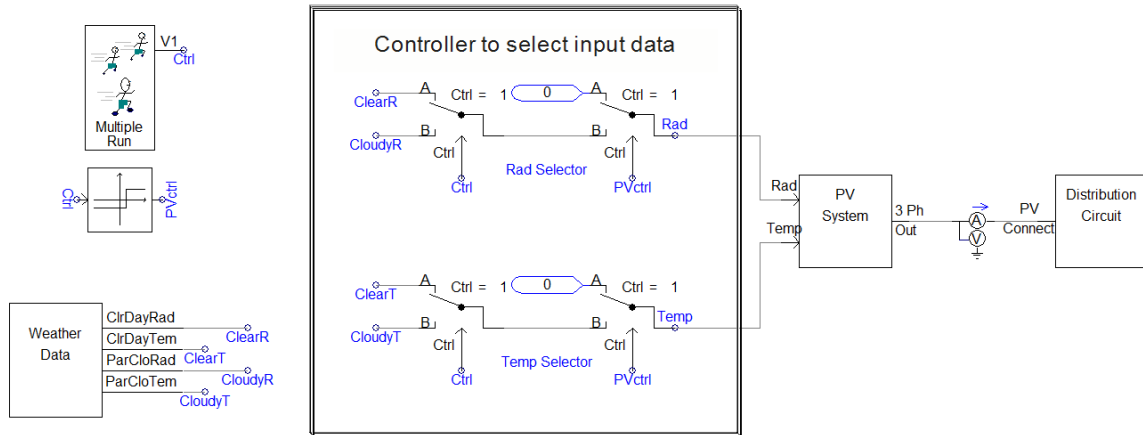 V1
Ctrl
Multiple
Run
Ctrl
PVctrl
Weather
Data
ClrDayRad
ClearR
ClrDayTem
ClearT
ParCloRad
CloudyR
ParCloTem
CloudyT
Controller to select input data
A
Ctrl = 1
0
A
Ctrl = 1
ClearR
B
B
Rad
CloudyR
Ctrl
Ctrl
Rad Selector
Ctrl
PVctrl
A
Ctrl = 1
0
A
Ctrl = 1
ClearT
B
B
Temp
CloudyT
Ctrl
Ctrl
Temp Selector
Ctrl
PVctrl
Rad
Temp
PV
System
3 Ph
Out
A
V
PV
Connect
Distribution
Circuit